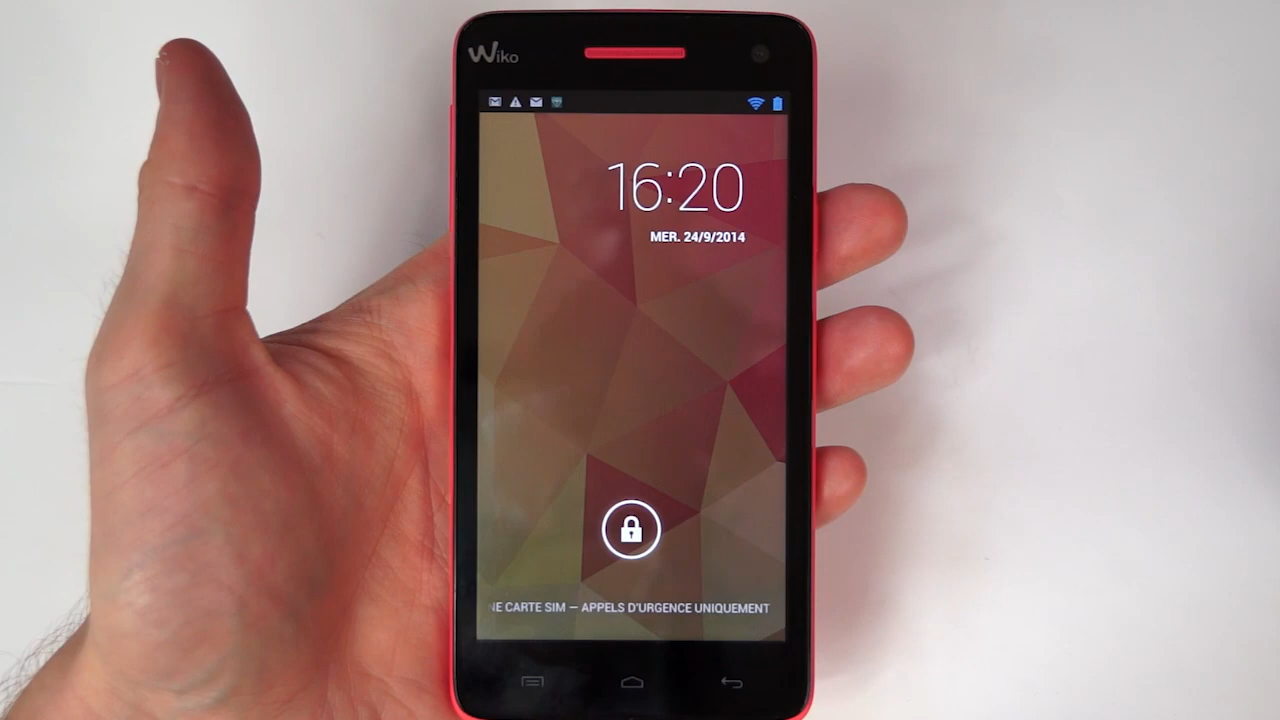 Wiko
16:20
MER. 24/9/2014
NE CARTE SIM — APPELS D'URGENCE UNIQUEMENT